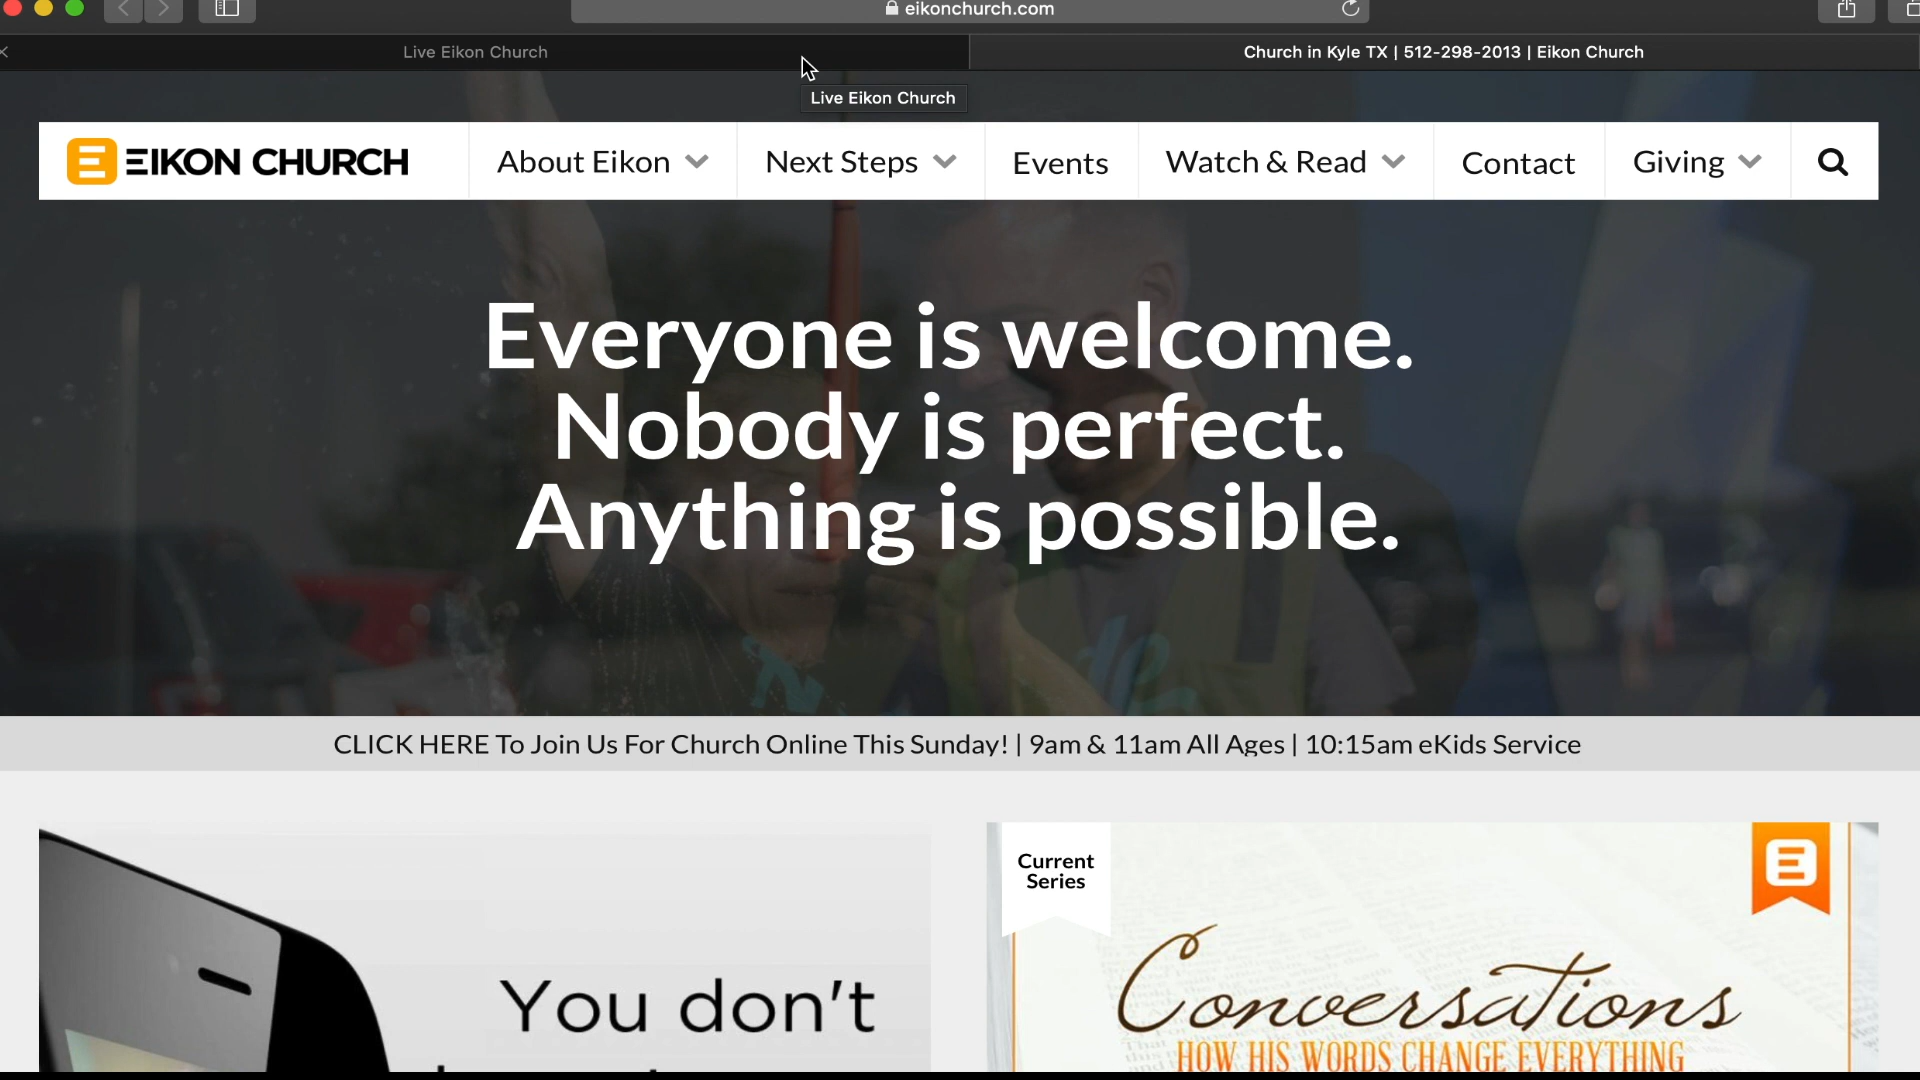 eikonchurch.com
Live Eikon Church
Church in Kyle TX | 512-298-2013 | Eikon Church
Live Eikon Church
E EIKON CHURCH
About Eikon
Next Steps
Events
Watch & Read
Contact
Giving
Everyone is welcome.
Nobody is perfect.
Anything is possible.
CLICK HERE To Join Us For Church Online This Sunday! | 9am & 11am All Ages | 10:15am eKids Service
You don't
Current
Series
E
Conversations
HOW HIS WORDS CHANGE EVERYTHING